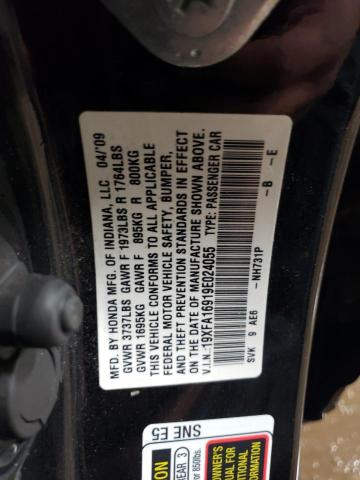 MFD. BY HONDA MFG. OF INDIANA, LLC 04/'09
GVWR 3737LBS GAWR F 1973LBS R 1764LBS
GVWR 1695KG GAWR F 895KG R 800KG
THIS VEHICLE CONFORMS TO ALL APPLICABLE
FEDERAL MOTOR VEHICLE SAFETY, BUMPER,
AND THEFT PREVENTION STANDARDS IN EFFECT
ON THE DATE OF MANUFACTURE SHOWN ABOVE.
V.I.N.:19XFA16919E024055 TYPE: PASSENGER CAR
NH731P - B - E
SVK 9 AE6
SNE E5